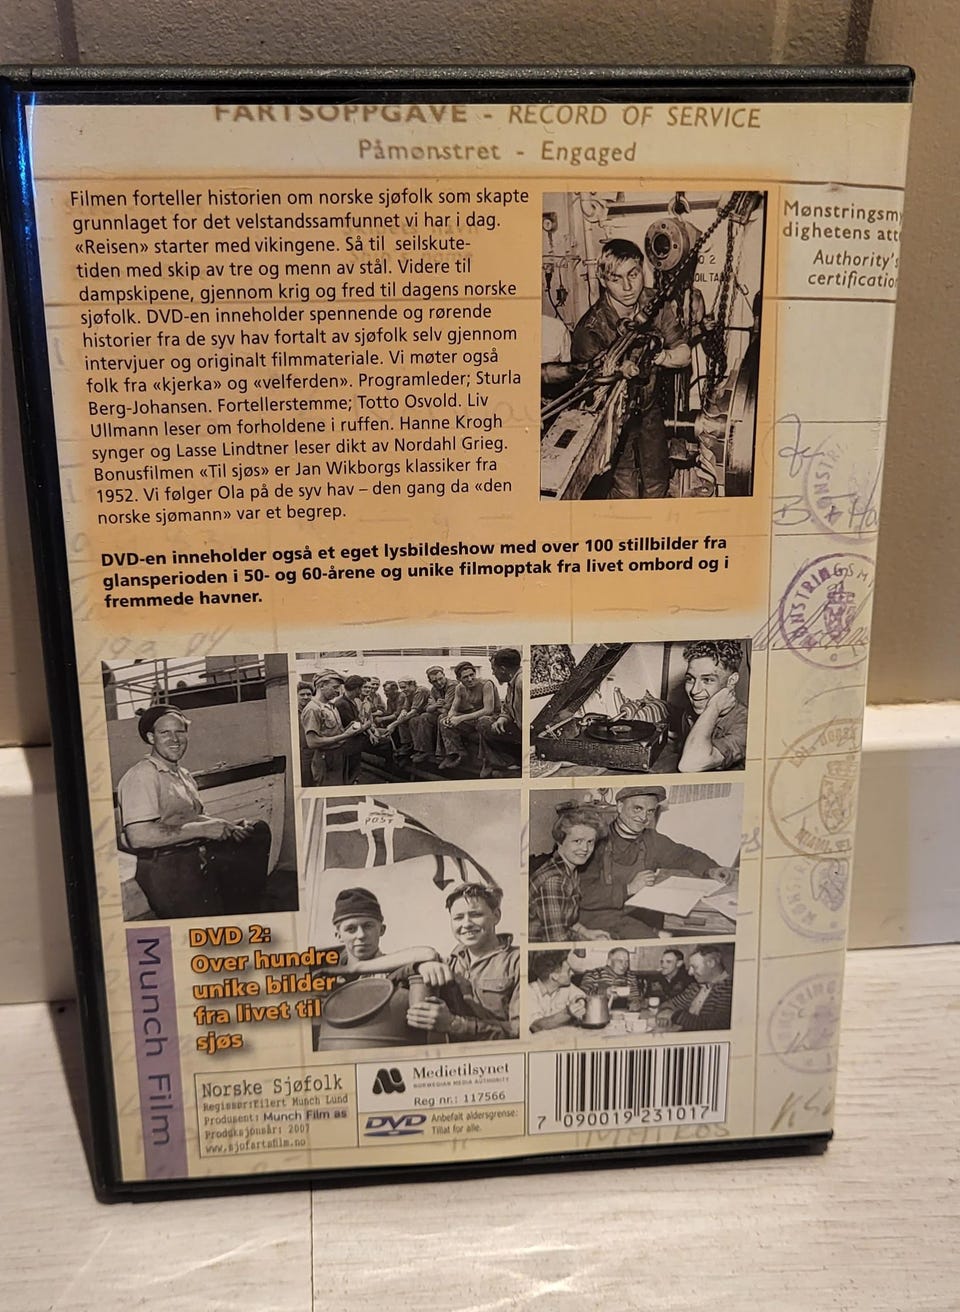 FARTSOPPGAVE - RECORD OF SERVICE
Påmønstret - Engaged
Filmen forteller historien om norske sjøfolk som skapte
grunnlaget for det velstandssamfunnet vi har i dag.
«Reisen» starter med vikingene. Så til seilskute-
tiden med skip av tre og menn av stål. Videre til
dampskipene, gjennom krig og fred til dagens norske
sjøfolk. DVD-en inneholder spennende og rørende
historier fra de syv hav fortalt av sjøfolk selv gjennom
intervjuer og originalt filmmateriale. Vi møter også
folk fra «kjerka» og «velferden». Programleder; Sturla
Berg-Johansen. Fortellerstemme; Totto Osvold. Liv
Ullmann leser om forholdene i ruffen. Hanne Krogh
synger og Lasse Lindtner leser dikt av Nordahl Grieg.
Bonusfilmen «Til sjøs» er Jan Wikborgs klassiker fra
1952. Vi følger Ola på de syv hav – den gang da «den
norske sjømann» var et begrep.
Mønstringsmy
dighetens att
Authority's
certification
NO 2
OIL TA
DVD-en inneholder også et eget lysbildeshow med over 100 stillbilder fra
glansperioden i 50- og 60-årene og unike filmopptak fra livet ombord og i
fremmede havner.
MØNSTRINGSMY
POST
DVD 2:
Over hundre
unike bilder
fra livet til
sjøs
Munch Film
Norske Sjøfolk
Regissør:Eilert Munch Lund
Produsent: Munch Film as
Produksjonsår: 2007
www.sjofartsfilm.no
Medietilsynet
NORWEGIAN MEDIA AUTHORITY
Reg nr.: 117566
DVD
VIDEO
Anbefalt aldersgrense:
Tillat for alle.
7 090019 231017